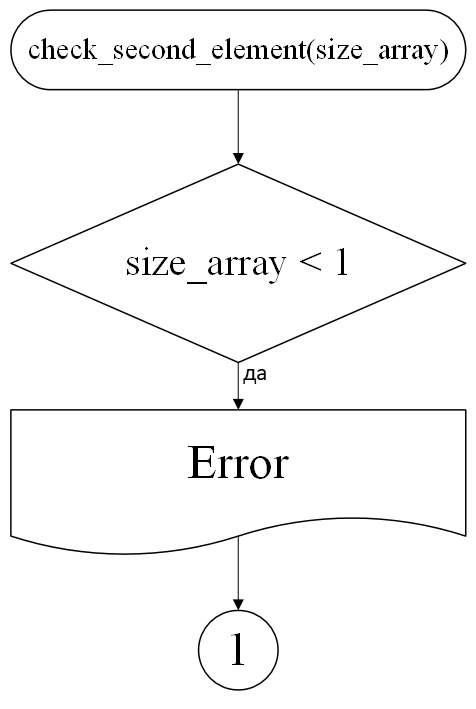 check_second_element(size_array)
size_array < 1
да
Error
1